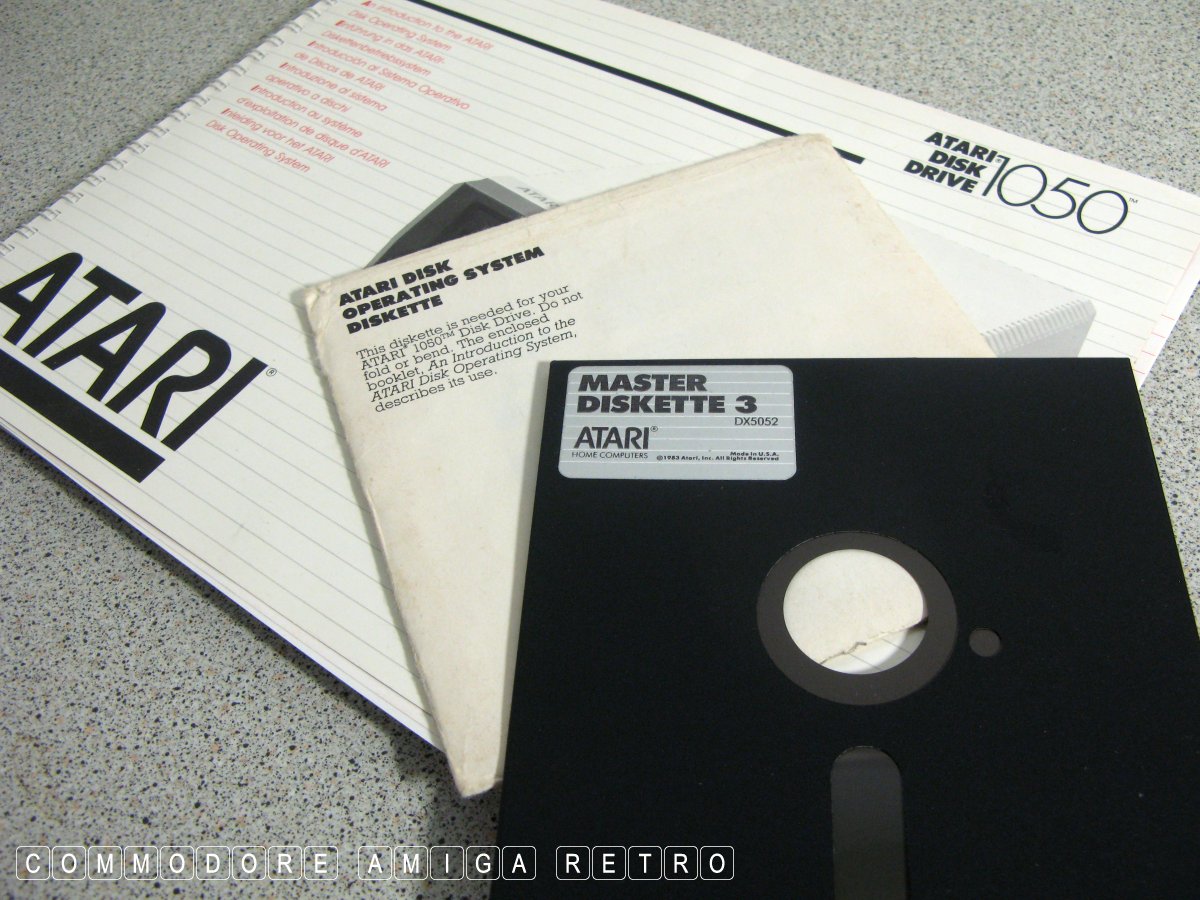 An introduction to the ATARI
Disk Operating System
Einführung in das ATARI-
Diskettenbetriebssystem
Introducción al Sistema Operativo
de Discos de ATARI
Introduzione al sistema
operativo a dischi
Introduction au système
d'exploitation de disque d'ATARI
Inleiding voor het ATARI
Disk Operating System
ATARI
DISK
DRIVE
1050™
ATARI
ATARI®
ATARI DISK
OPERATING SYSTEM
DISKETTE
This diskette is needed for your
ATARI 1050™ Disk Drive. Do not
fold or bend. The enclosed
booklet, An Introduction to the
ATARI Disk Operating System,
describes its use.
MASTER
DISKETTE 3
DX5052
ATARI®
HOME COMPUTERS
Made in U.S.A.
©1983 Atari, Inc. All Rights Reserved
COMMODORE AMIGA RETRO